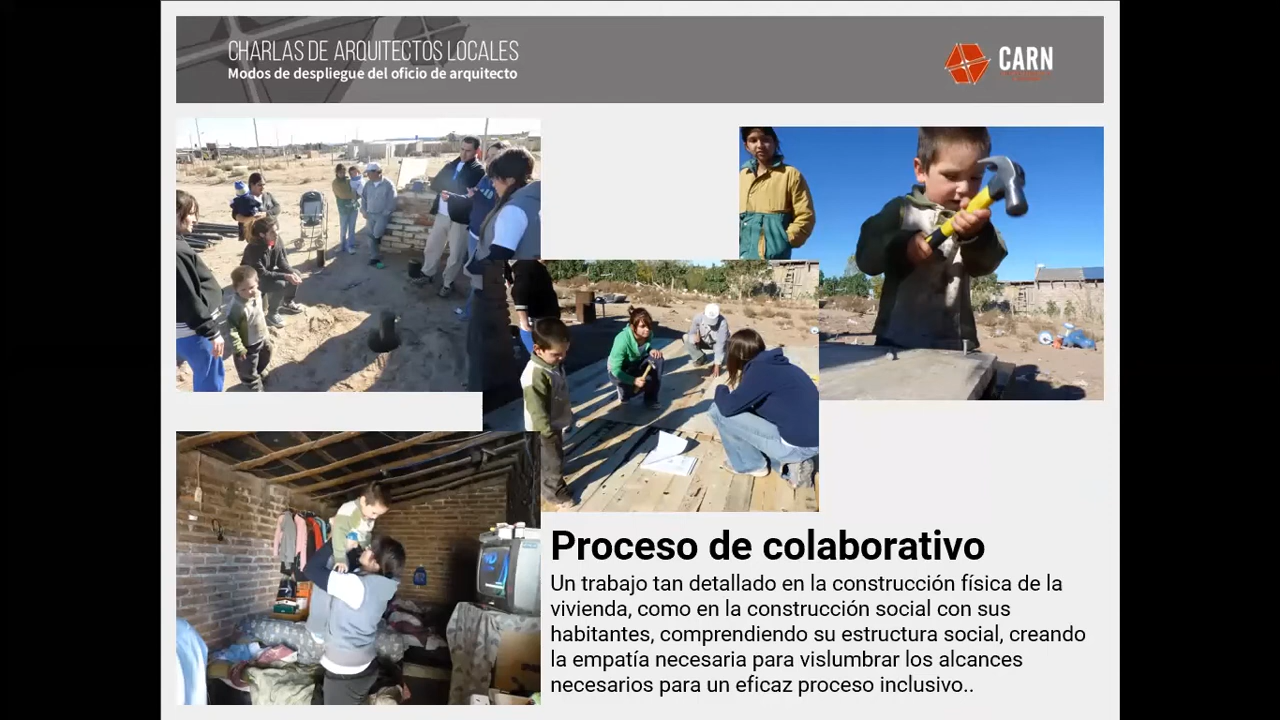 CHARLAS DE ARQUITECTOS LOCALES
Modos de despliegue del oficio de arquitecto
CARN
Proceso de colaborativo
Un trabajo tan detallado en la construcción física de la
vivienda, como en la construcción social con sus
habitantes, comprendiendo su estructura social, creando
la empatía necesaria para vislumbrar los alcances
necesarios para un eficaz proceso inclusivo..